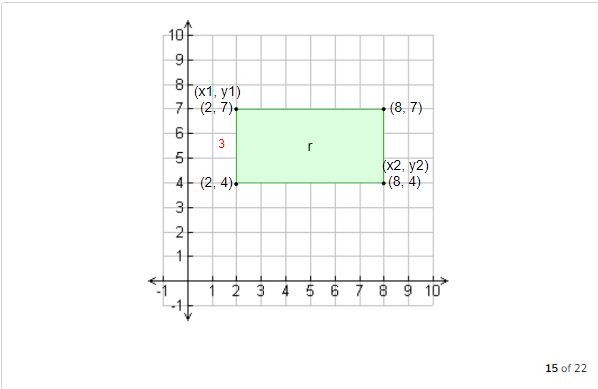 10
9
8
(x1, y1)
7 (2, 7) (8, 7)
6
3 r
5
(x2, y2)
4 (2, 4) (8, 4)
3
2
1
-1 1 2 3 4 5 6 7 8 9 10
-1
15 of 22